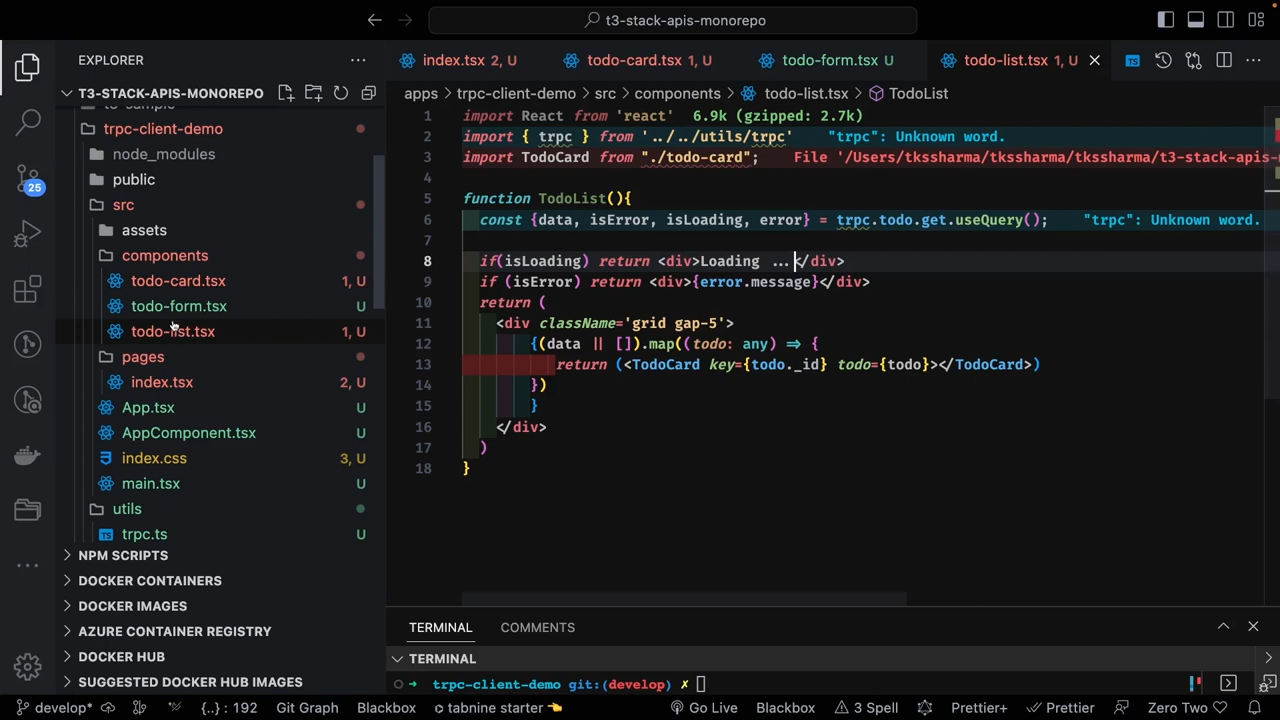 t3-stack-apis-monorepo
EXPLORER
T3-STACK-APIS-MONOREPO
trpc-client-demo
node_modules
public
src
assets
components
todo-card.tsx 1, U
todo-form.tsx U
todo-list.tsx 1, U
pages
index.tsx 2, U
App.tsx U
AppComponent.tsx U
index.css 3, U
main.tsx U
utils
trpc.ts U
NPM SCRIPTS
DOCKER CONTAINERS
DOCKER IMAGES
AZURE CONTAINER REGISTRY
DOCKER HUB
SUGGESTED DOCKER HUB IMAGES
25
index.tsx 2, U
todo-card.tsx 1, U
todo-form.tsx U
todo-list.tsx 1, U
apps > trpc-client-demo > src > components > todo-list.tsx > TodoList
1 import React from 'react' 6.9k (gzipped: 2.7k)
2 import { trpc } from '../../utils/trpc' "trpc": Unknown word.
3 import TodoCard from "./todo-card"; File '/Users/tkssharma/tkssharma/tkssharma/t3-stack-apis-
4
5 function TodoList(){
6 const {data, isError, isLoading, error} = trpc.todo.get.useQuery(); "trpc": Unknown word.
7
8 if(isLoading) return <div>Loading ...</div>
9 if (isError) return <div>{error.message}</div>
10 return (
11 <div className='grid gap-5'>
12 {(data || []).map((todo: any) => {
13 return (<TodoCard key={todo._id} todo={todo}></TodoCard>)
14 })
15 }
16 </div>
17 )
18 }
TERMINAL
COMMENTS
TERMINAL
trpc-client-demo git:(develop) ✗
develop* {..} : 192 Git Graph Blackbox tabnine starter Go Live Blackbox 3 Spell Prettier+ Prettier Zero Two